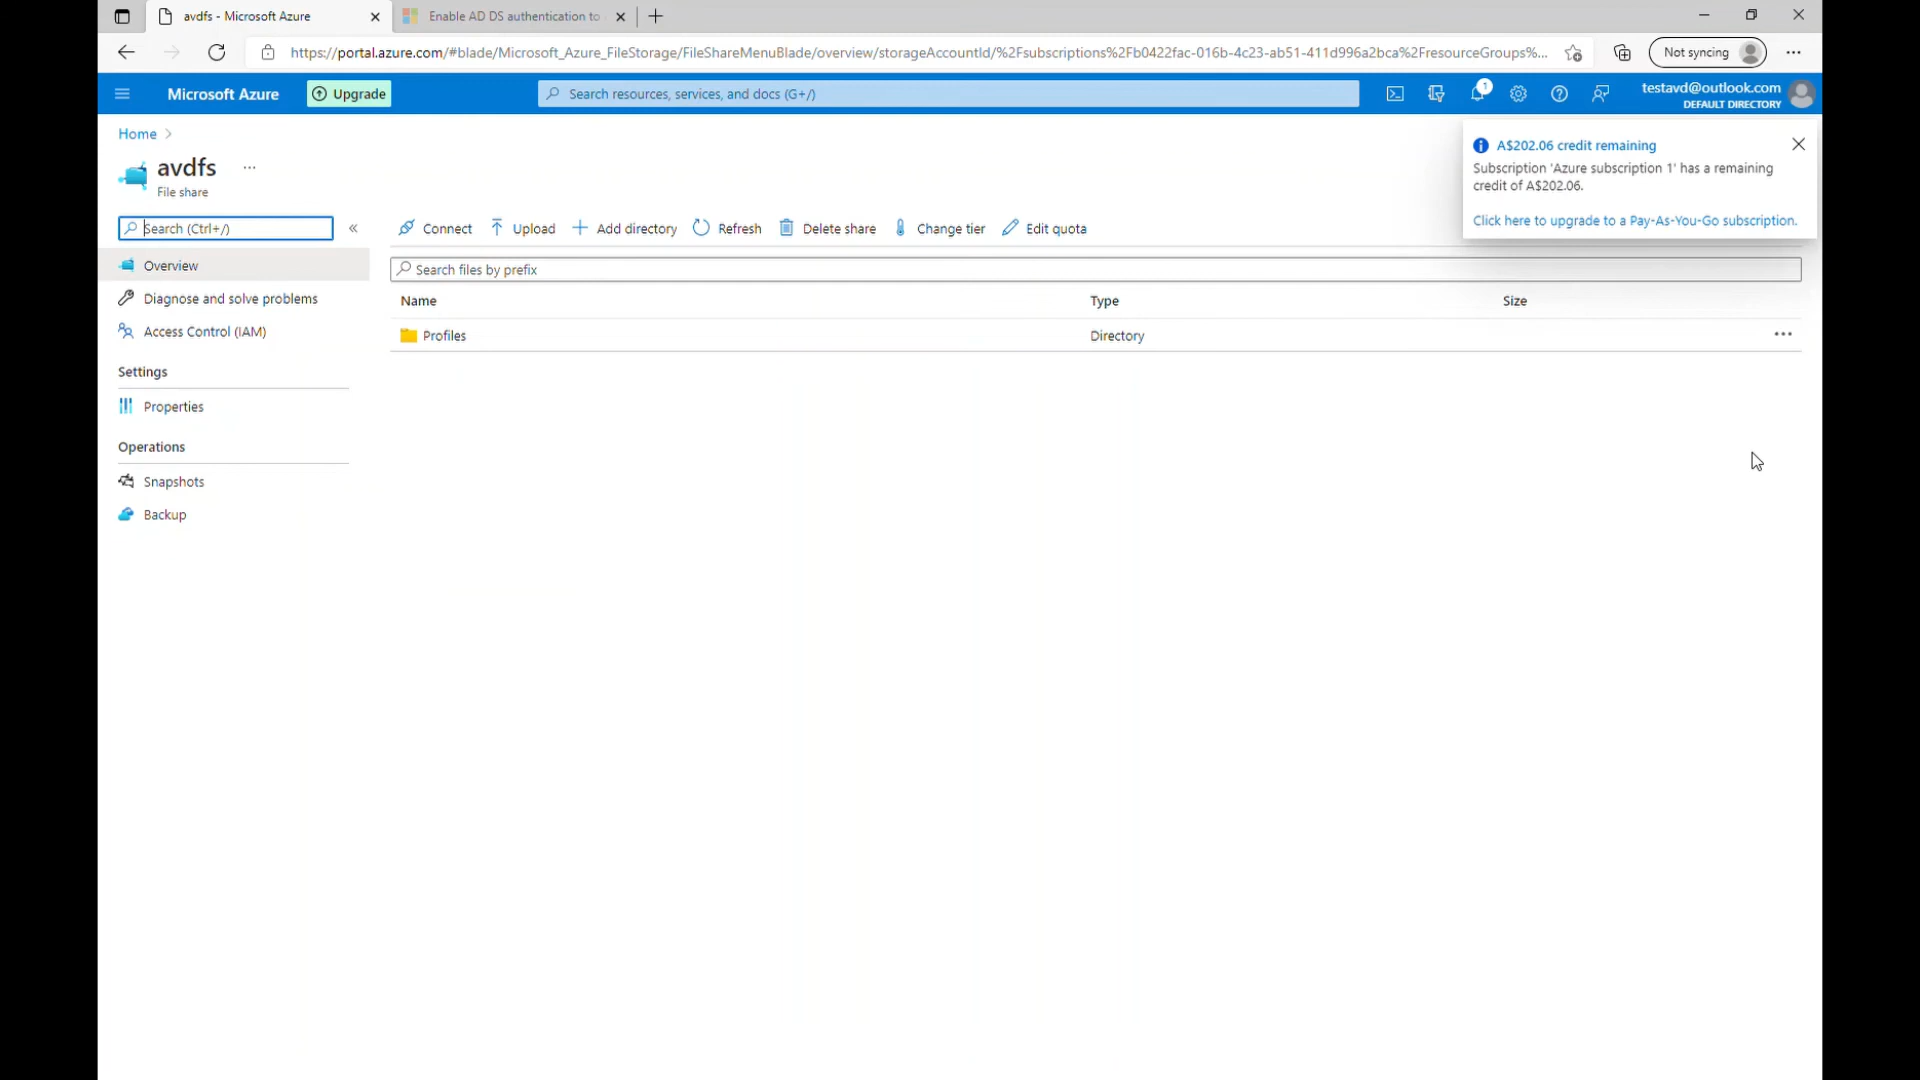 avdfs - Microsoft Azure
Enable AD DS authentication to
https://portal.azure.com/#blade/Microsoft_Azure_FileStorage/FileShareMenuBlade/overview/storageAccountId/%2Fsubscriptions%2Fb0422fac-016b-4c23-ab51-411d996a2bca%2FresourceGroups%...
Not syncing
Microsoft Azure
Upgrade
Search resources, services, and docs (G+/)
1
testavd@outlook.com
DEFAULT DIRECTORY
Home
avdfs
...
File share
A$202.06 credit remaining
Subscription 'Azure subscription 1' has a remaining
credit of A$202.06.
Click here to upgrade to a Pay-As-You-Go subscription.
Search (Ctrl+/)
«
Connect
Upload
Add directory
Refresh
Delete share
Change tier
Edit quota
Overview
Diagnose and solve problems
Access Control (IAM)
Settings
Properties
Operations
Snapshots
Backup
Search files by prefix
Name
Type
Size
Profiles
Directory
...